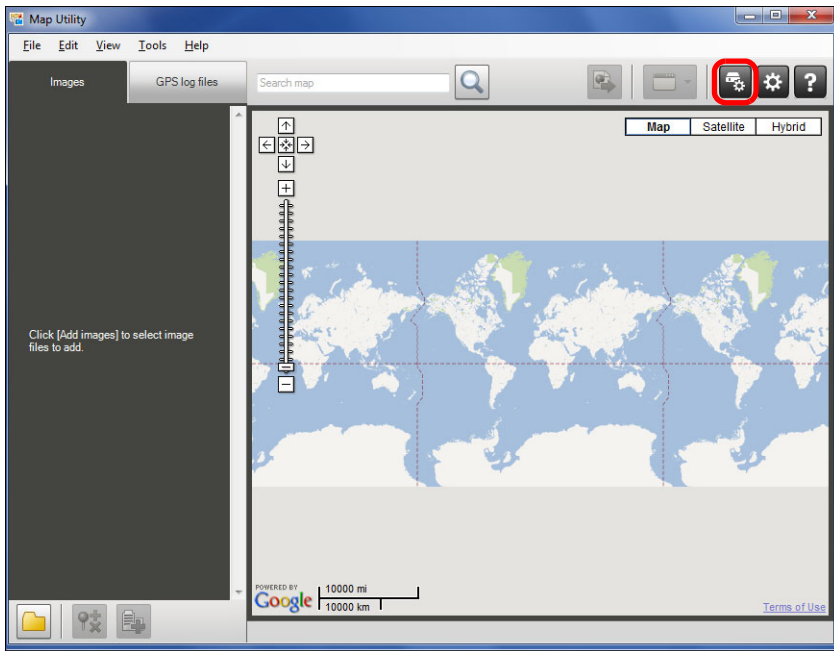 Map Utility
File Edit View Tools Help
Images GPS log files Search map
?
Map Satellite Hybrid
Click [Add images] to select image
files to add.
POWERED BY
Google
10000 mi
10000 km
Terms of Use